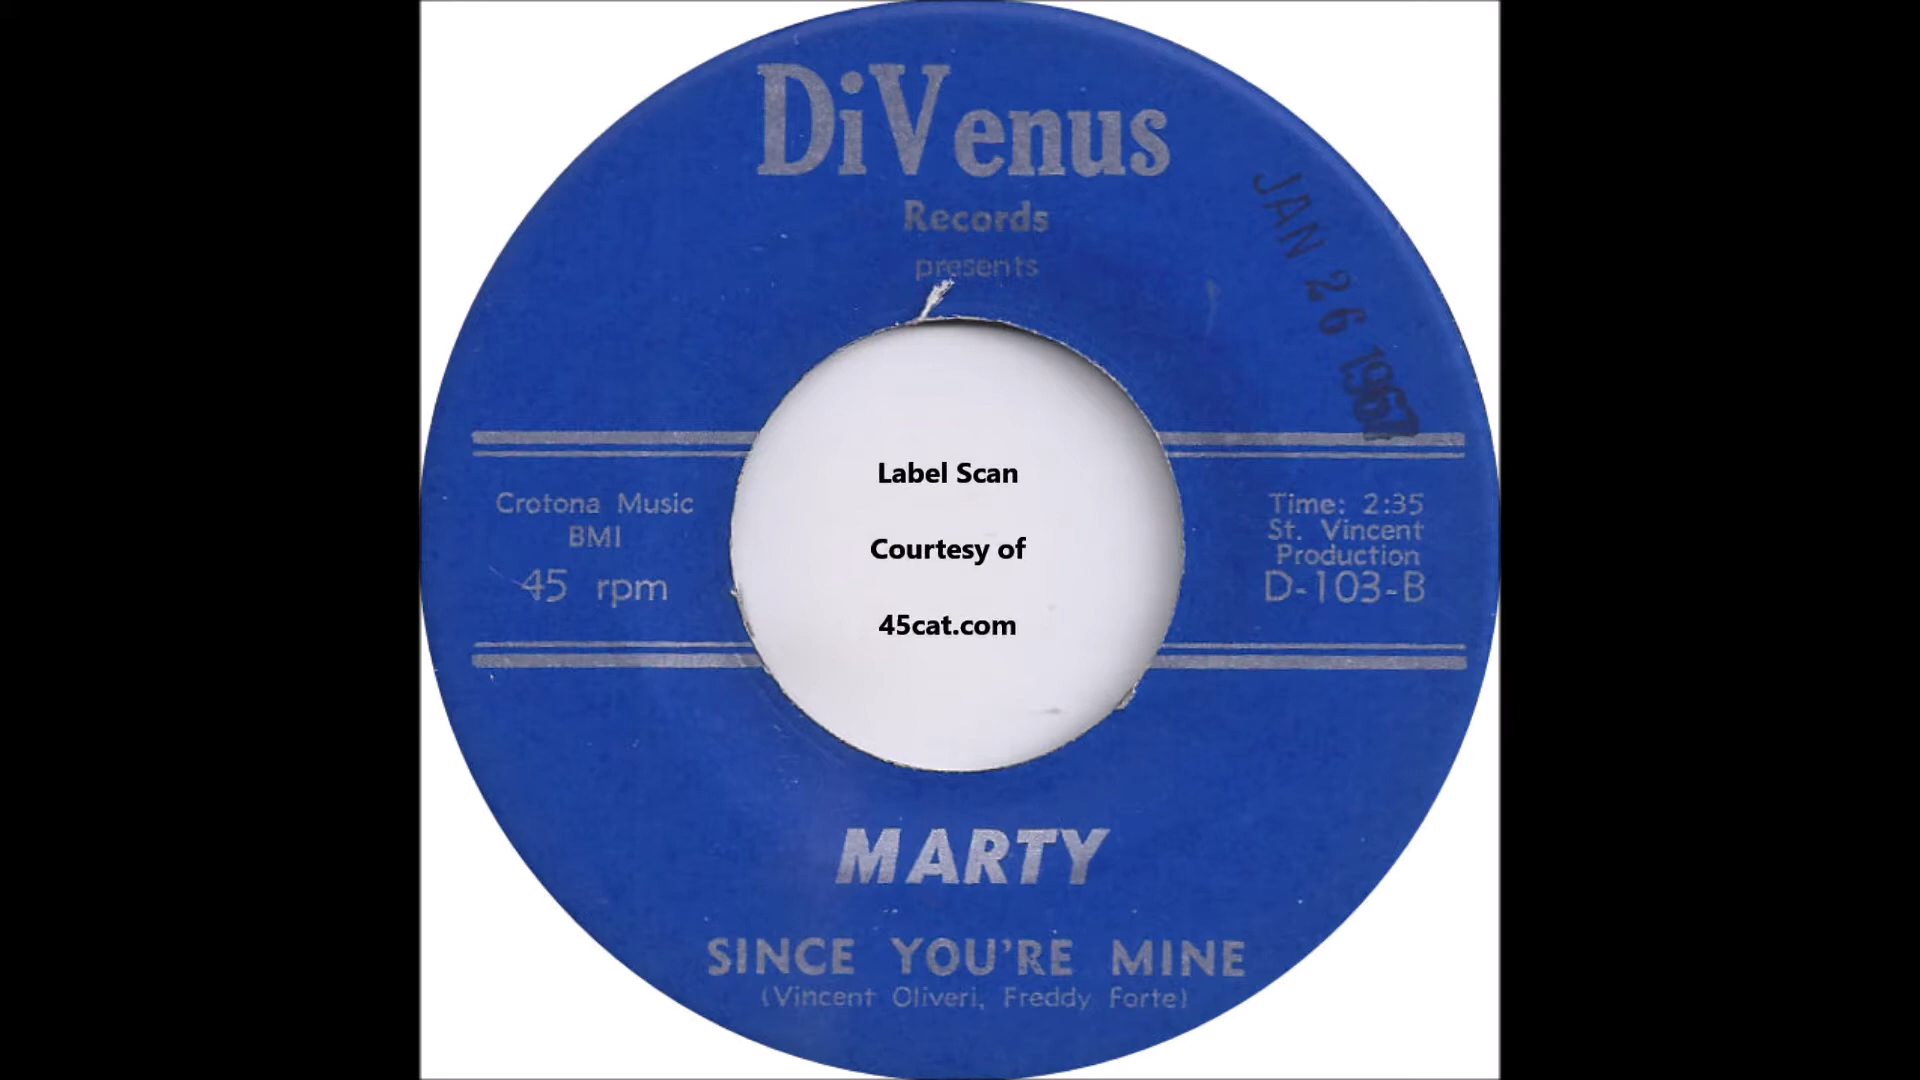 DiVenus
Records
presents
JAN 26 1967
Crotona Music
BMI
45 rpm
Label Scan
Courtesy of
45cat.com
Time: 2:35
St. Vincent
Production
D-103-B
MARTY
SINCE YOU'RE MINE
(Vincent Oliveri, Freddy Forte)